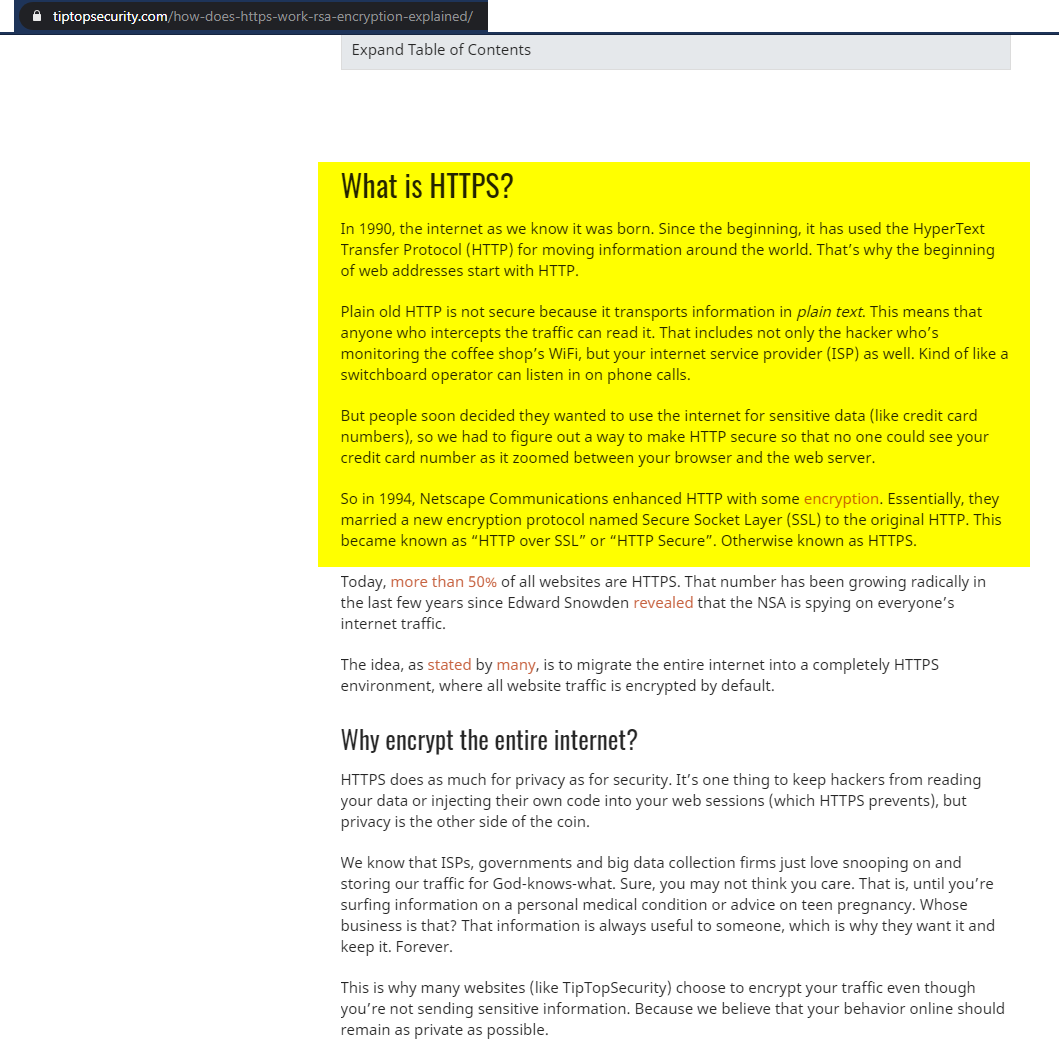 tiptopsecurity.com/how-does-https-work-rsa-encryption-explained/
Expand Table of Contents
What is HTTPS?
In 1990, the internet as we know it was born. Since the beginning, it has used the HyperText
Transfer Protocol (HTTP) for moving information around the world. That’s why the beginning
of web addresses start with HTTP.
Plain old HTTP is not secure because it transports information in plain text. This means that
anyone who intercepts the traffic can read it. That includes not only the hacker who’s
monitoring the coffee shop’s WiFi, but your internet service provider (ISP) as well. Kind of like a
switchboard operator can listen in on phone calls.
But people soon decided they wanted to use the internet for sensitive data (like credit card
numbers), so we had to figure out a way to make HTTP secure so that no one could see your
credit card number as it zoomed between your browser and the web server.
So in 1994, Netscape Communications enhanced HTTP with some encryption. Essentially, they
married a new encryption protocol named Secure Socket Layer (SSL) to the original HTTP. This
became known as “HTTP over SSL” or “HTTP Secure”. Otherwise known as HTTPS.
Today, more than 50% of all websites are HTTPS. That number has been growing radically in
the last few years since Edward Snowden revealed that the NSA is spying on everyone’s
internet traffic.
The idea, as stated by many, is to migrate the entire internet into a completely HTTPS
environment, where all website traffic is encrypted by default.
Why encrypt the entire internet?
HTTPS does as much for privacy as for security. It’s one thing to keep hackers from reading
your data or injecting their own code into your web sessions (which HTTPS prevents), but
privacy is the other side of the coin.
We know that ISPs, governments and big data collection firms just love snooping on and
storing our traffic for God-knows-what. Sure, you may not think you care. That is, until you’re
surfing information on a personal medical condition or advice on teen pregnancy. Whose
business is that? That information is always useful to someone, which is why they want it and
keep it. Forever.
This is why many websites (like TipTopSecurity) choose to encrypt your traffic even though
you’re not sending sensitive information. Because we believe that your behavior online should
remain as private as possible.